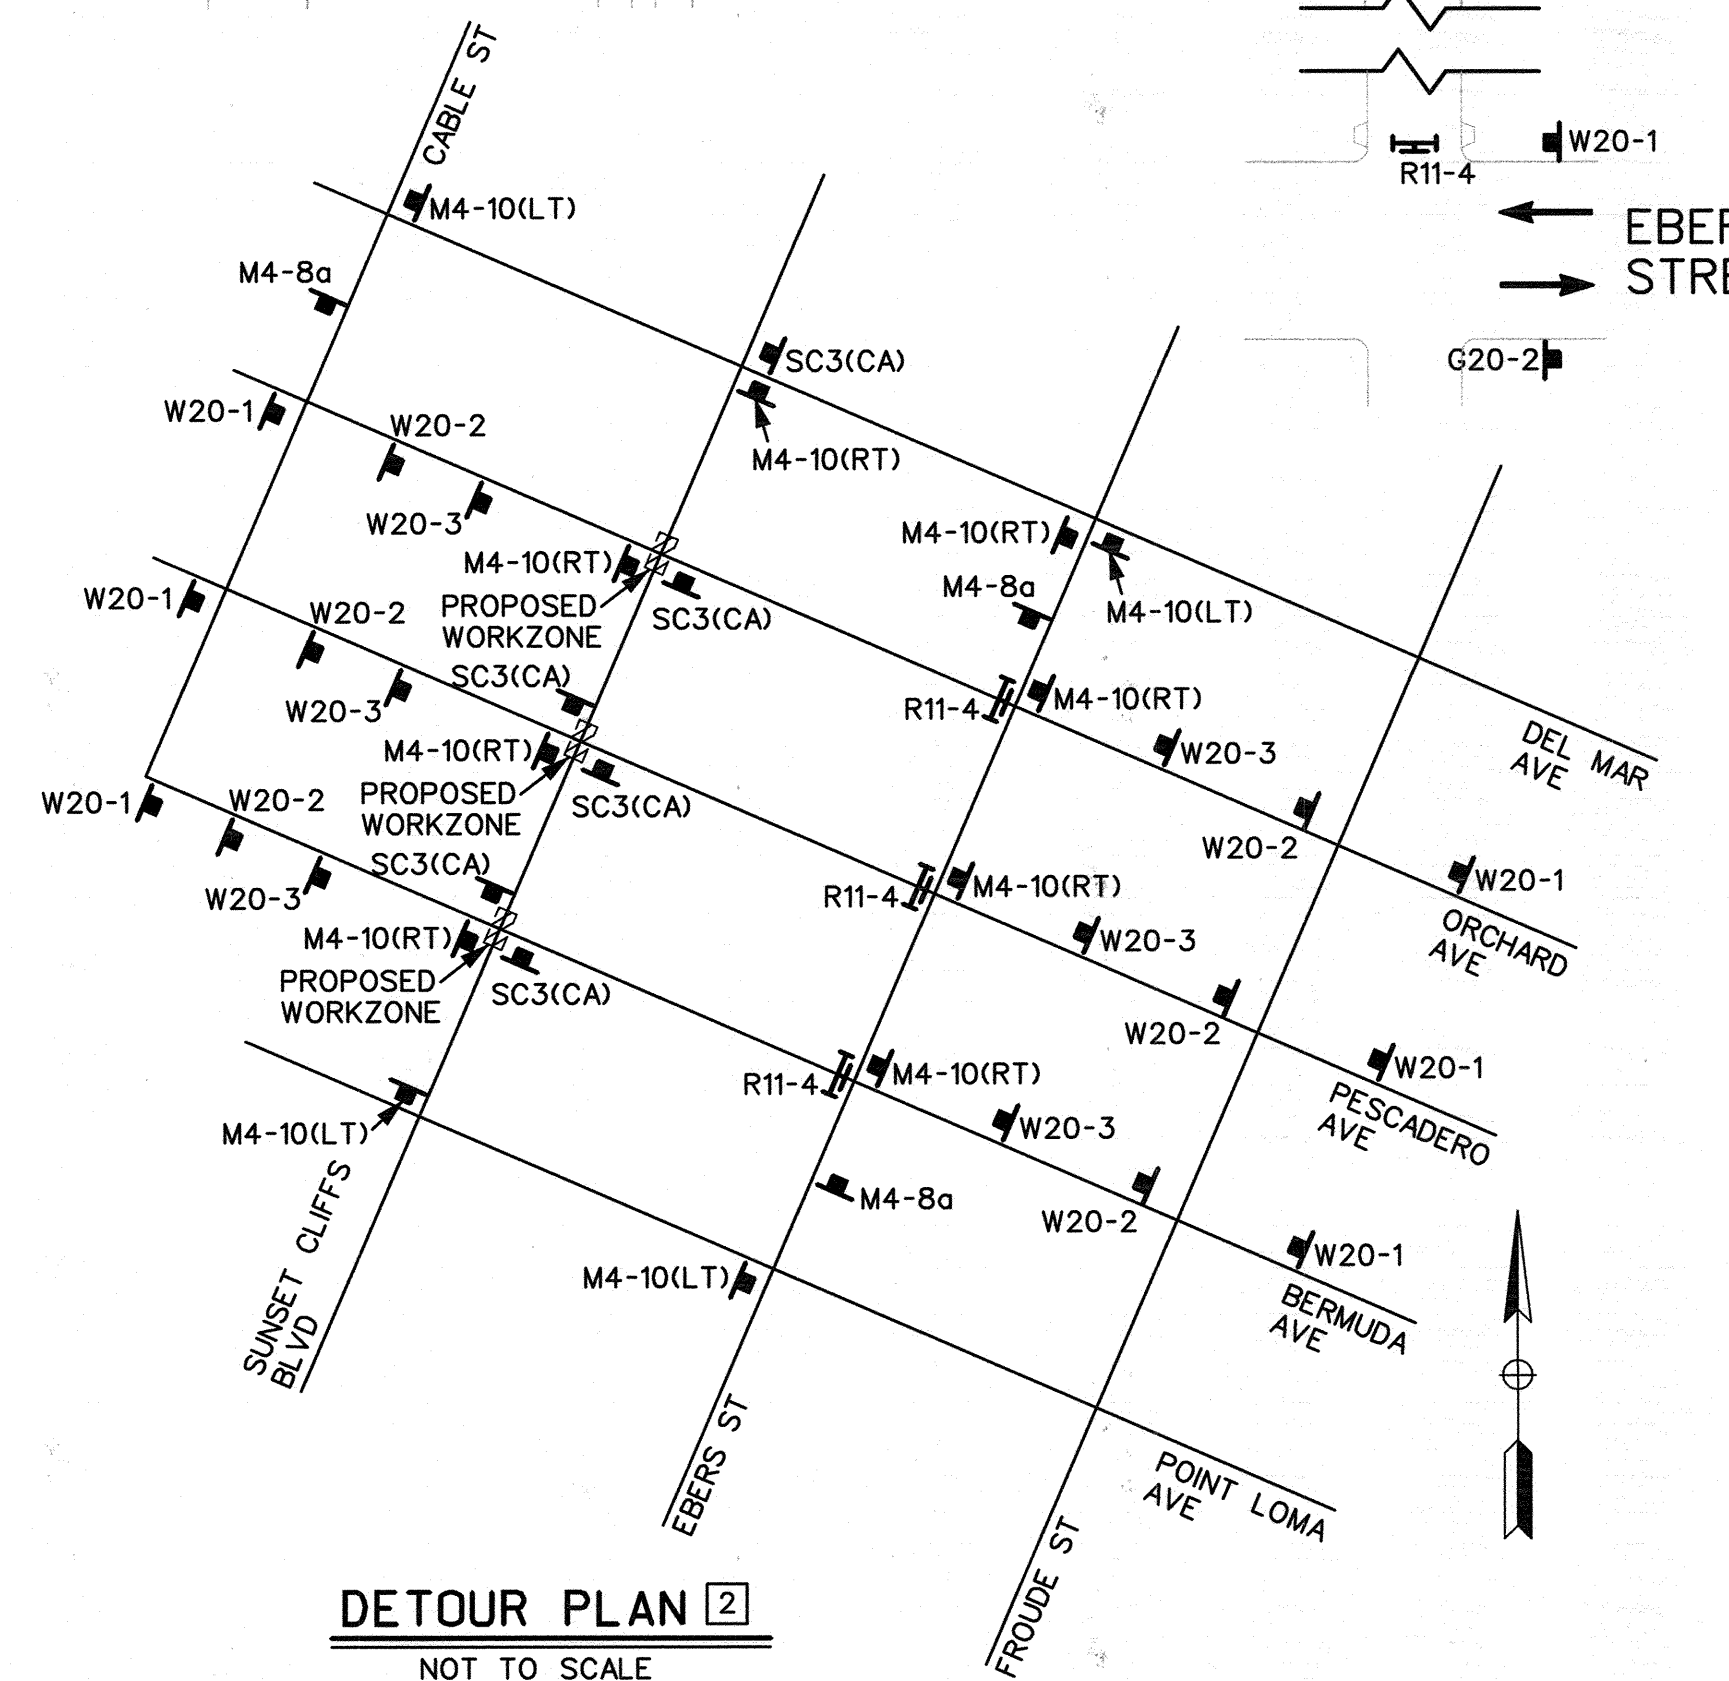 CABLE ST
W20-1
R11-4
M4-10(LT)
STRE
M4-8a
G20-2
SC3(CA)
W20-1
W20-2
M4-10(RT)
W20-3
M4-10(RT)
M4-10(RT)
M4-8a
W20-1
W20-2
PROPOSED
WORKZONE
SC3(CA)
M4-10(LT)
SC3(CA)
W20-3
R11-4
M4-10(RT)
M4-10(RT)
W20-3
DEL MAR
AVE
PROPOSED
WORKZONE
SC3(CA)
W20-1
W20-2
W20-2
SC3(CA)
W20-3
R11-4
M4-10(RT)
W20-1
ORCHARD
AVE
M4-10(RT)
W20-3
PROPOSED
WORKZONE
SC3(CA)
W20-2
W20-1
R11-4
M4-10(RT)
PESCADERO
AVE
M4-10(LT)
W20-3
M4-8a
W20-2
W20-1
SUNSET CLIFFS
BLVD
M4-10(LT)
BERMUDA
AVE
EBERS ST
POINT LOMA
AVE
FROUDE ST
DETOUR PLAN 2
NOT TO SCALE